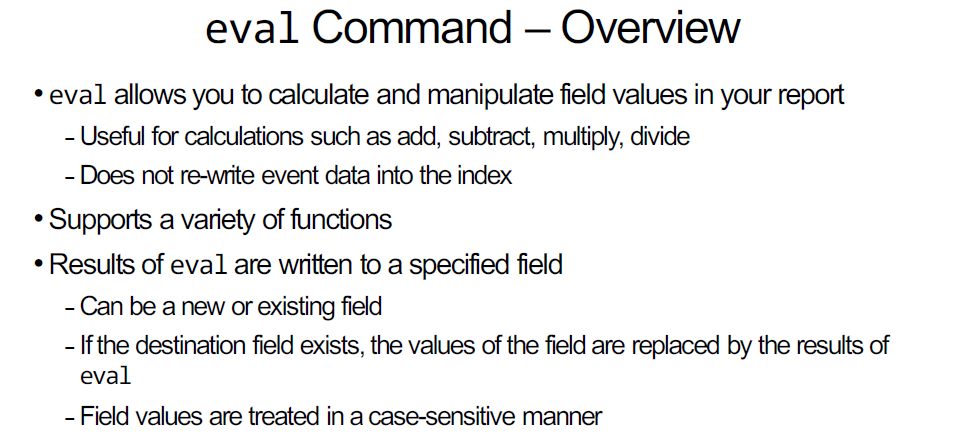 eval Command – Overview
• eval allows you to calculate and manipulate field values in your report
– Useful for calculations such as add, subtract, multiply, divide
– Does not re-write event data into the index
• Supports a variety of functions
• Results of eval are written to a specified field
– Can be a new or existing field
– If the destination field exists, the values of the field are replaced by the results of
eval
– Field values are treated in a case-sensitive manner